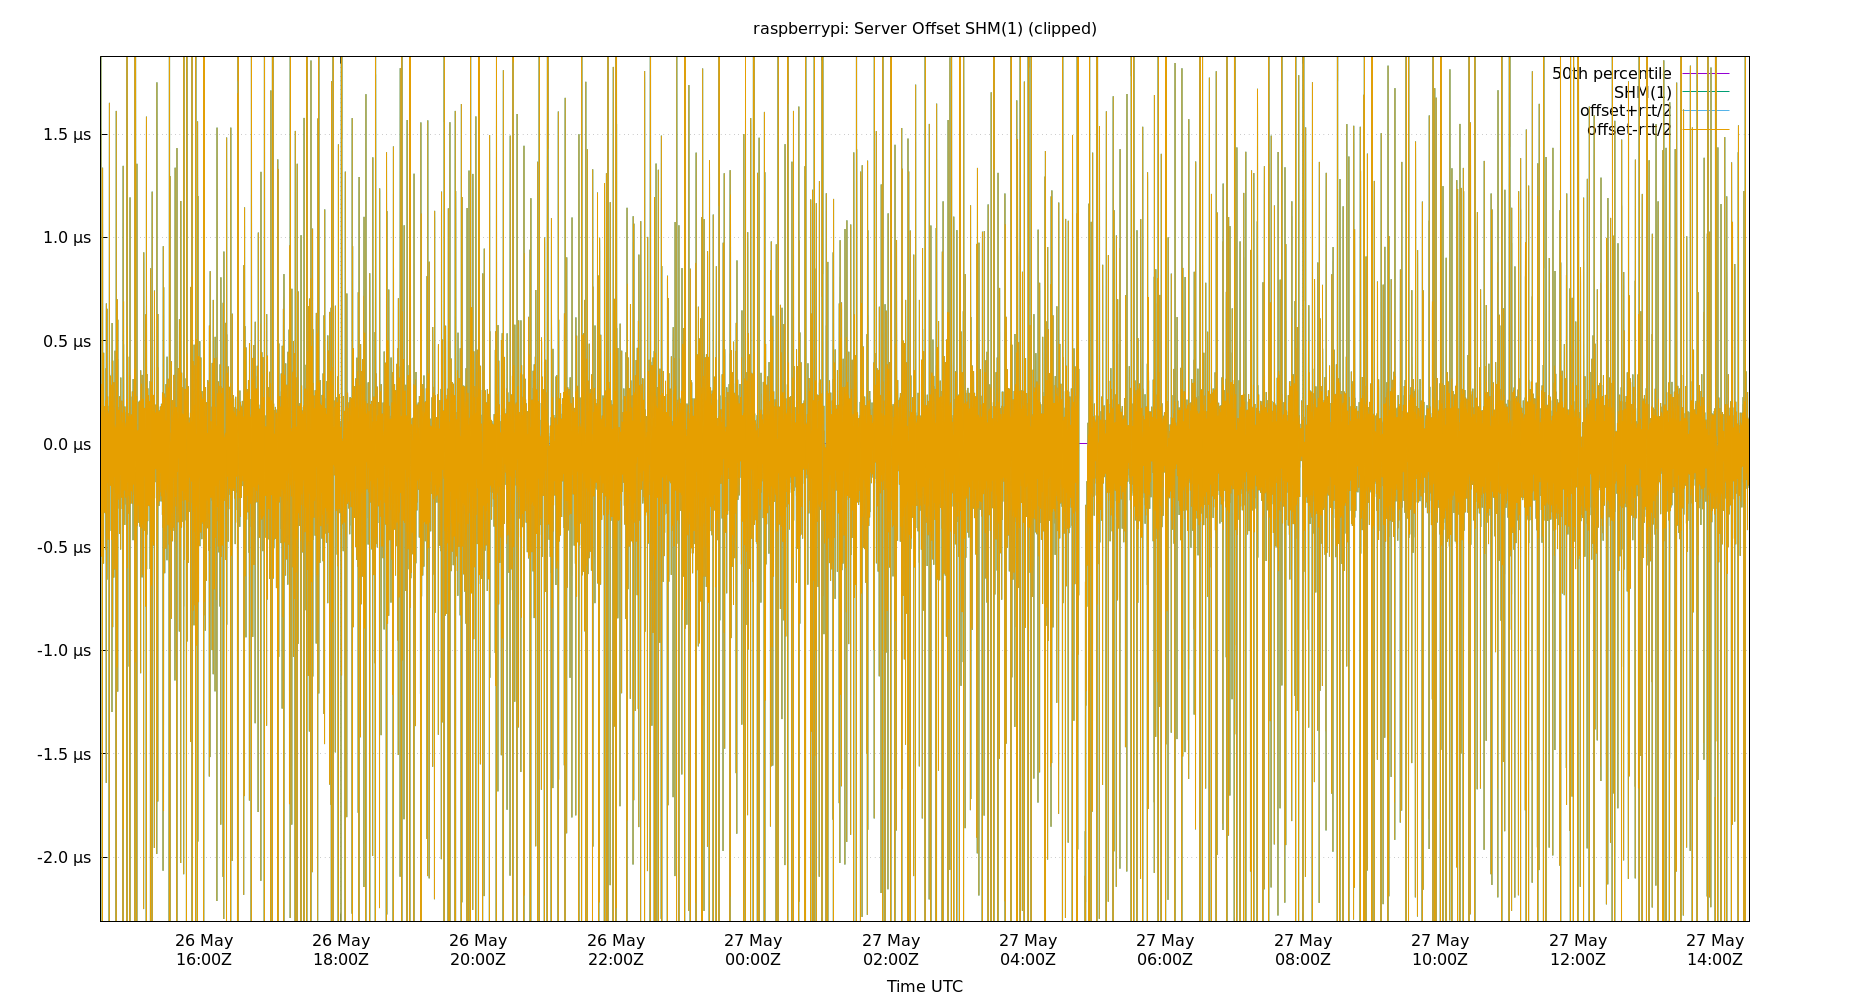 raspberrypi: Server Offset SHM(1) (clipped)
50th percentile
SHM(1)
offset+rtt/2
offset-rtt/2
1.5 µs
1.0 µs
0.5 µs
0.0 µs
-0.5 µs
-1.0 µs
-1.5 µs
-2.0 µs
26 May 26 May 26 May 26 May 27 May 27 May 27 May 27 May 27 May 27 May 27 May 27 May
16:00Z 18:00Z 20:00Z 22:00Z 00:00Z 02:00Z 04:00Z 06:00Z 08:00Z 10:00Z 12:00Z 14:00Z
Time UTC